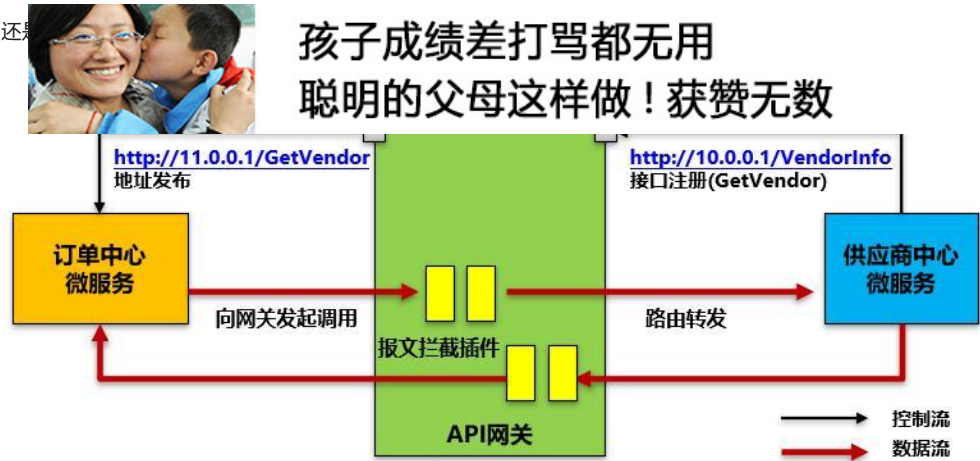 还是
孩子成绩差打骂都无用
聪明的父母这样做！获赞无数
http://11.0.0.1/GetVendor
地址发布
http://10.0.0.1/VendorInfo
接口注册(GetVendor)
订单中心
微服务
供应商中心
微服务
向网关发起调用
路由转发
报文拦截插件
API网关
控制流
数据流